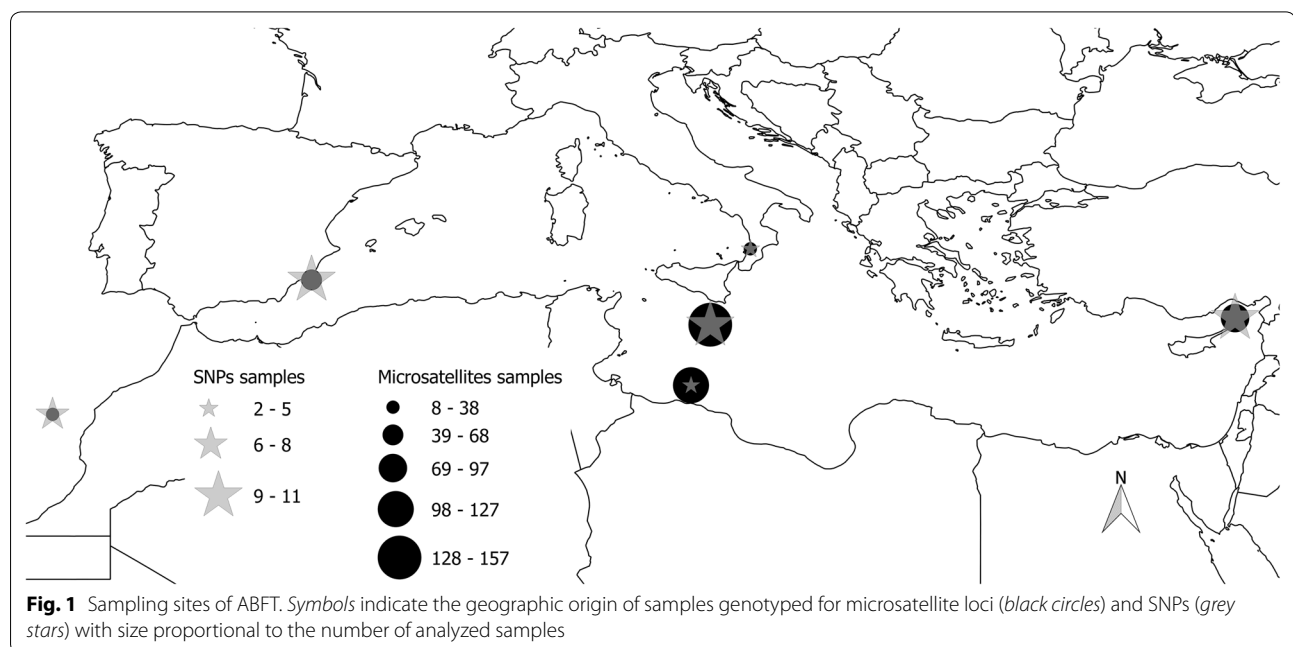 N
SNPs samples
2 - 5
6 - 8
9 - 11
Microsatellites samples
8 - 38
39 - 68
69 - 97
98 - 127
128 - 157
Fig. 1 Sampling sites of ABFT. Symbols indicate the geographic origin of samples genotyped for microsatellite loci (black circles) and SNPs (grey
stars) with size proportional to the number of analyzed samples